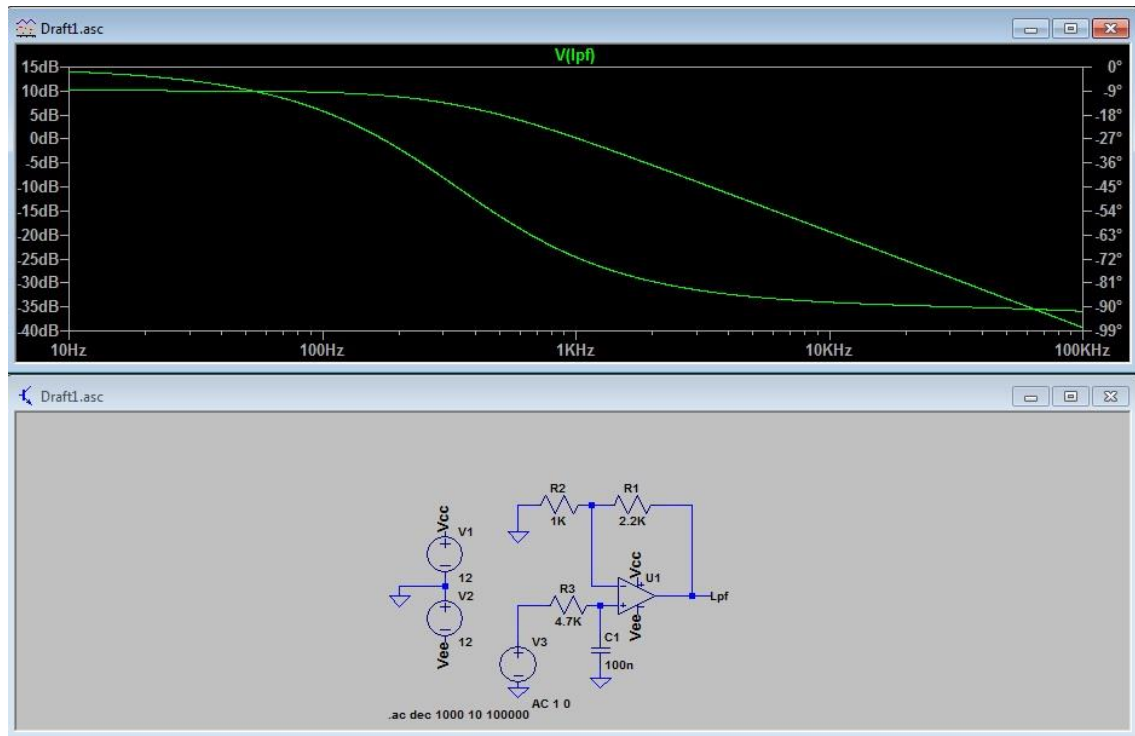 Draft1.asc
V(lpf)
15dB
10dB
5dB
0dB
-5dB
-10dB
-15dB
-20dB
-25dB
-30dB
-35dB
-40dB
0°
-9°
-18°
-27°
-36°
-45°
-54°
-63°
-72°
-81°
-90°
-99°
10Hz 100Hz 1KHz 10KHz 100KHz
Draft1.asc
R2 R1
1K 2.2K
Vcc
V1
12
V2
12
Vee
Vcc
U1
R3
4.7K
Lpf
Vee
C1
100n
V3
AC 1 0
.ac dec 1000 10 100000